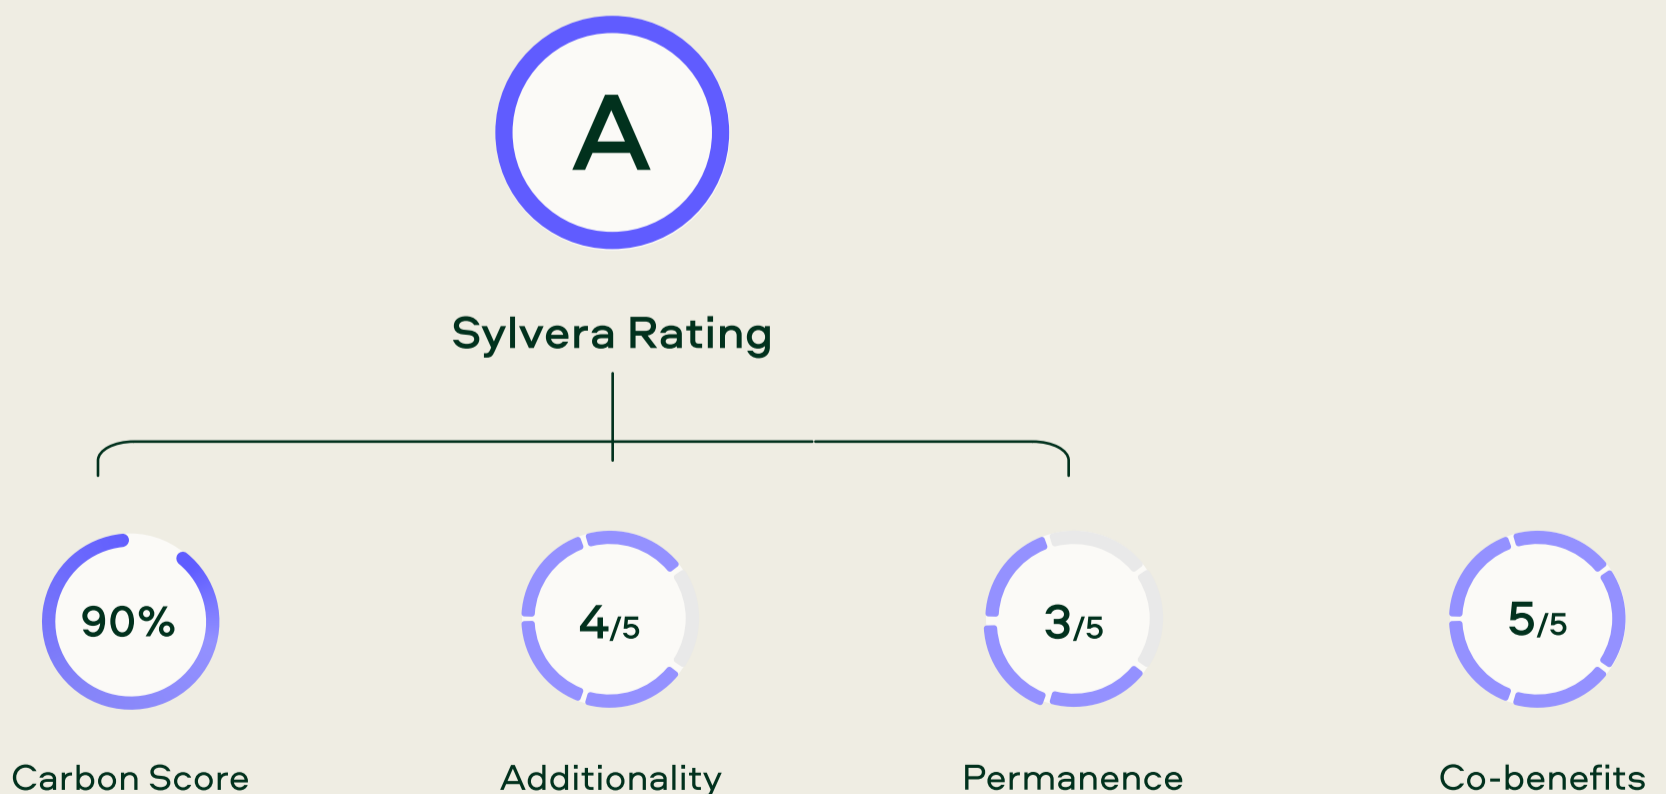 A
Sylvera Rating
90%
4/5
3/5
5/5
Carbon Score
Additionality
Permanence
Co-benefits